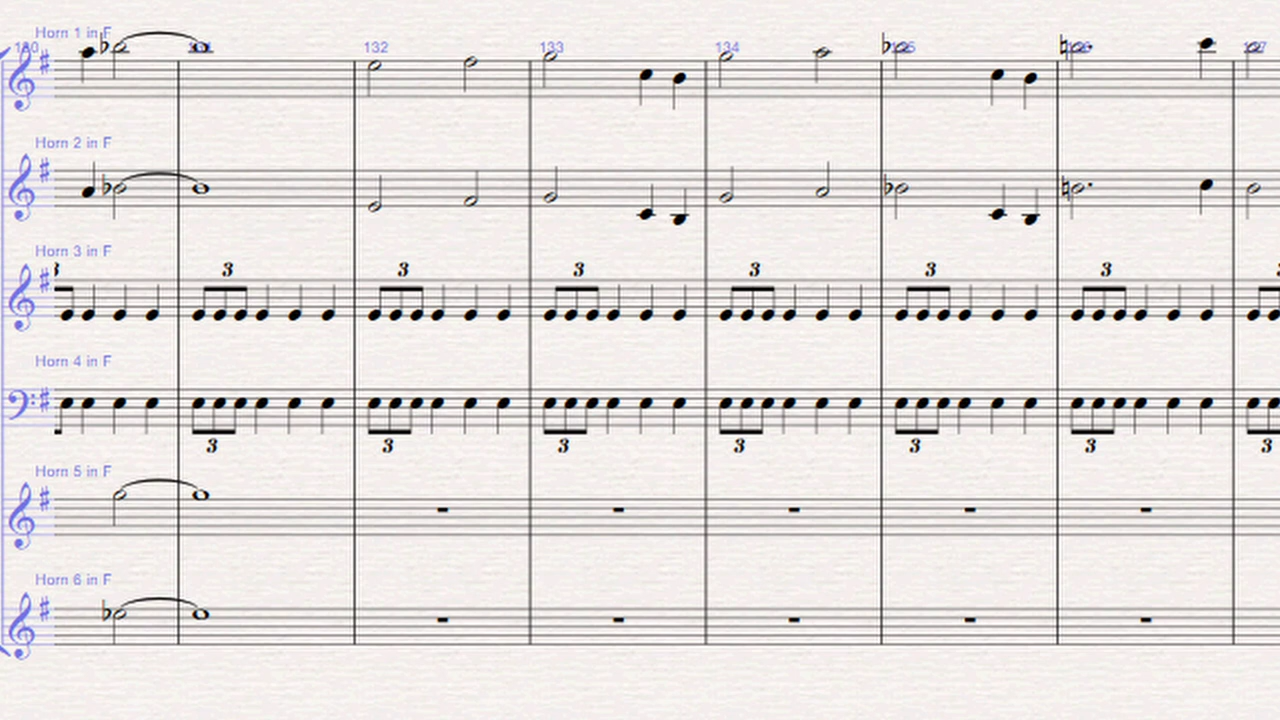 Horn 1 in F
130 132 133 134
Horn 2 in F
Horn 3 in F
3 3 3 3 3 3 3
Horn 4 in F
3 3 3 3 3 3 3
Horn 5 in F
Horn 6 in F